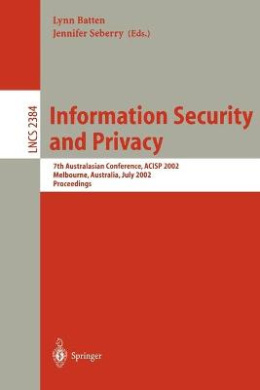 Lynn Batten
Jennifer Seberry (Eds.)
LNCS 2384
Information Security
and Privacy
7th Australasian Conference, ACISP 2002
Melbourne, Australia, July 2002
Proceedings
Springer